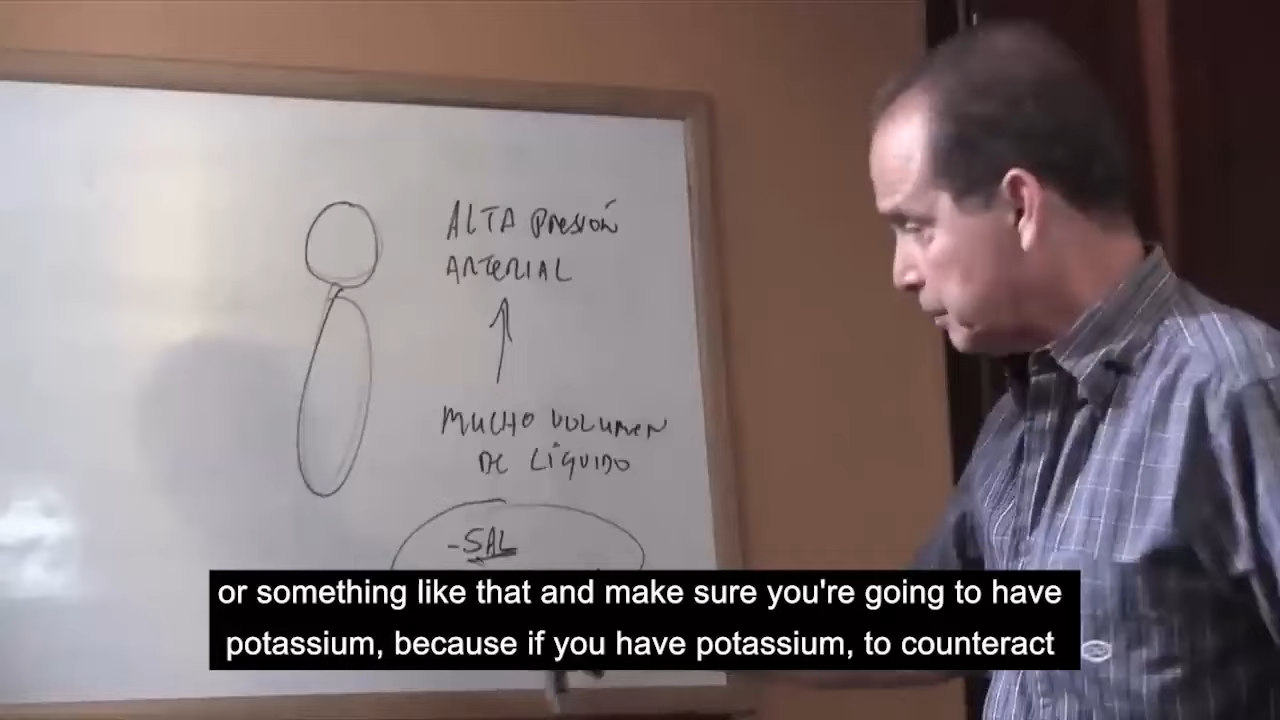 ALTA Presión
ARTERIAL
MUCHO VOLUMEN
DE LÍQUIDO
-SAL
or something like that and make sure you're going to have
potassium, because if you have potassium, to counteract